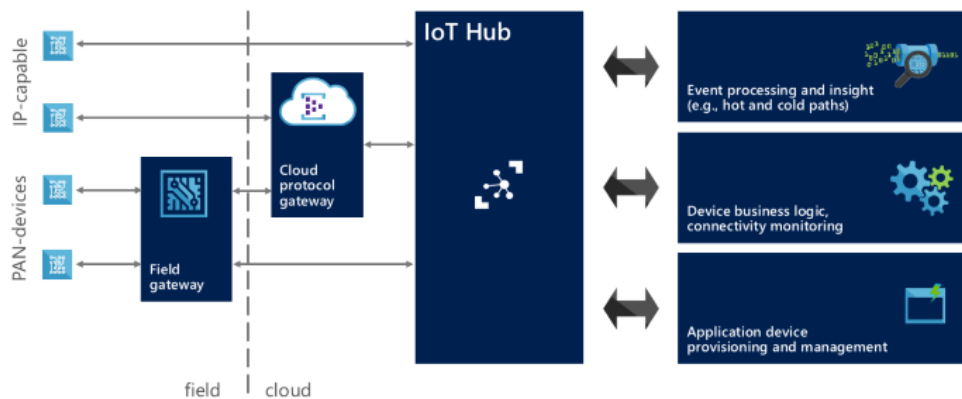 IP-capable
PAN-devices
Field
gateway
Cloud
protocol
gateway
IoT Hub
Event processing and insight
(e.g., hot and cold paths)
Device business logic,
connectivity monitoring
Application device
provisioning and management
field
cloud